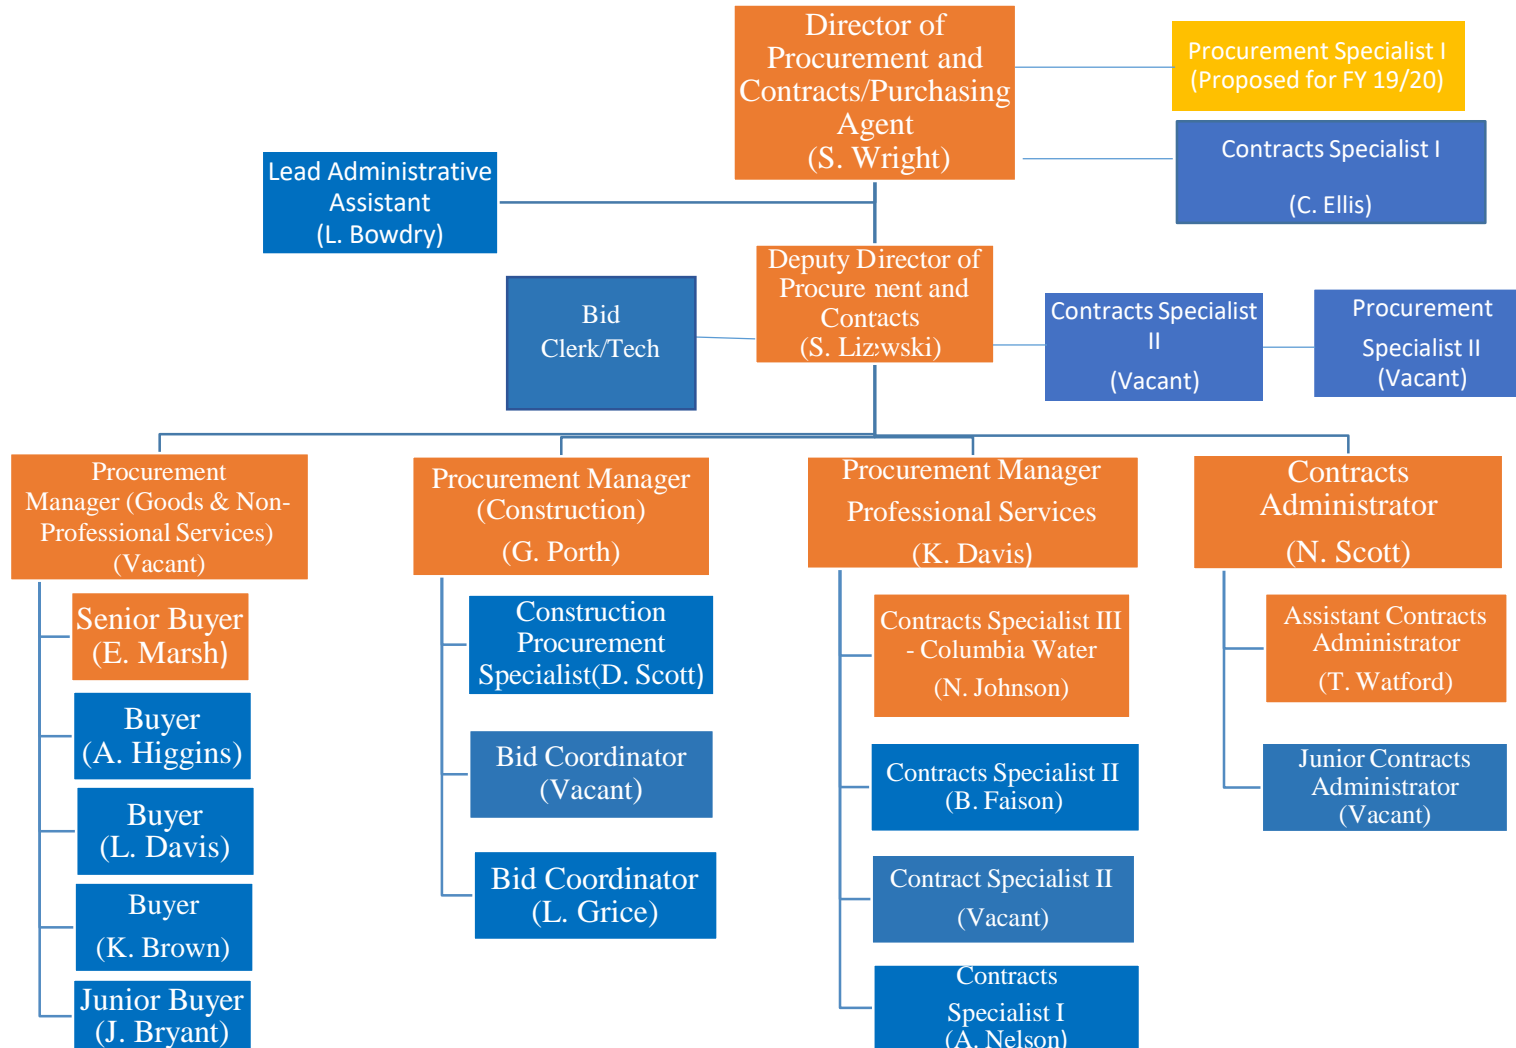 Director of
Procurement and
Contracts/Purchasing
Agent
(S. Wright)
Procurement Specialist I
(Proposed for FY 19/20)
Contracts Specialist I
(C. Ellis)
Lead Administrative
Assistant
(L. Bowdry)
Deputy Director of
Procurement and
Contacts
(S. Lizewski)
Bid
Clerk/Tech
Contracts Specialist
II
(Vacant)
Procurement
Specialist II
(Vacant)
Procurement
Manager (Goods & Non-
Professional Services)
(Vacant)
Senior Buyer
(E. Marsh)
Buyer
(A. Higgins)
Buyer
(L. Davis)
Buyer
(K. Brown)
Junior Buyer
(J. Bryant)
Procurement Manager
(Construction)
(G. Porth)
Construction
Procurement
Specialist(D. Scott)
Bid Coordinator
(Vacant)
Bid Coordinator
(L. Grice)
Procurement Manager
Professional Services
(K. Davis)
Contracts Specialist III
- Columbia Water
(N. Johnson)
Contracts Specialist II
(B. Faison)
Contract Specialist II
(Vacant)
Contracts
Specialist I
(A. Nelson)
Contracts
Administrator
(N. Scott)
Assistant Contracts
Administrator
(T. Watford)
Junior Contracts
Administrator
(Vacant)